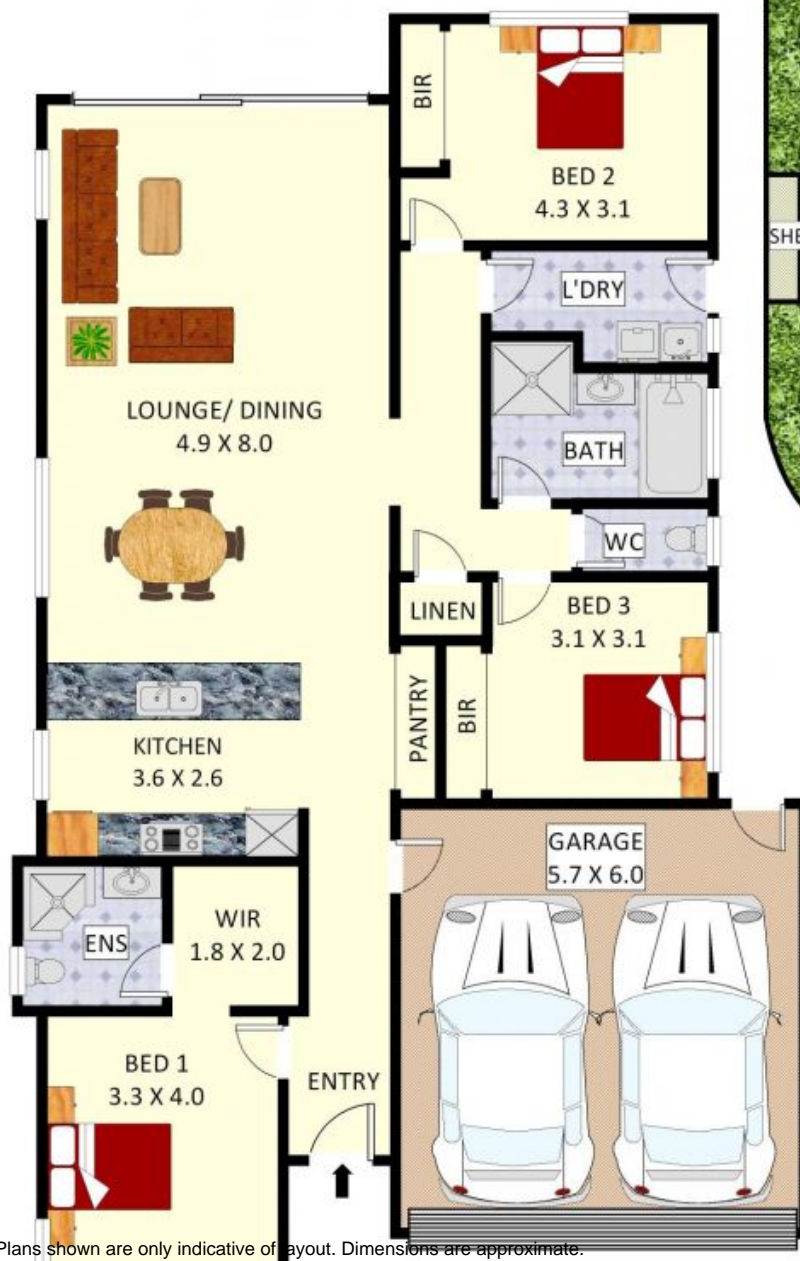 BIR
BED 2
4.3 X 3.1
SHE
L'DRY
LOUNGE/ DINING
4.9 X 8.0
BATH
WC
LINEN
BED 3
3.1 X 3.1
PANTRY
BIR
KITCHEN
3.6 X 2.6
GARAGE
5.7 X 6.0
ENS
WIR
1.8 X 2.0
BED 1
3.3 X 4.0
ENTRY
Plans shown are only indicative of layout. Dimensions are approximate.